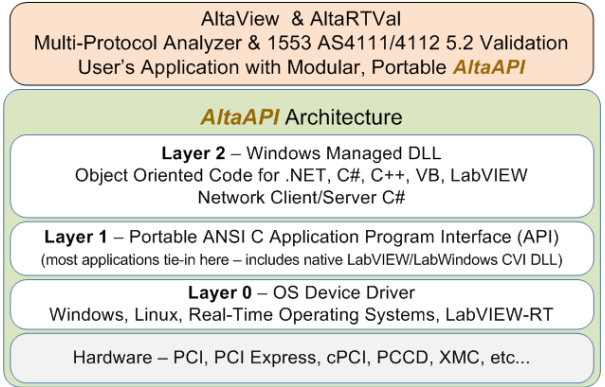 AltaView & AltaRTVal
Multi-Protocol Analyzer & 1553 AS4111/4112 5.2 Validation
User's Application with Modular, Portable AltaAPI
AltaAPI Architecture
Layer 2 – Windows Managed DLL
Object Oriented Code for .NET, C#, C++, VB, LabVIEW
Network Client/Server C#
Layer 1 – Portable ANSI C Application Program Interface (API)
(most applications tie-in here – includes native LabVIEW/LabWindows CVI DLL)
Layer 0 – OS Device Driver
Windows, Linux, Real-Time Operating Systems, LabVIEW-RT
Hardware – PCI, PCI Express, cPCI, PCCD, XMC, etc...